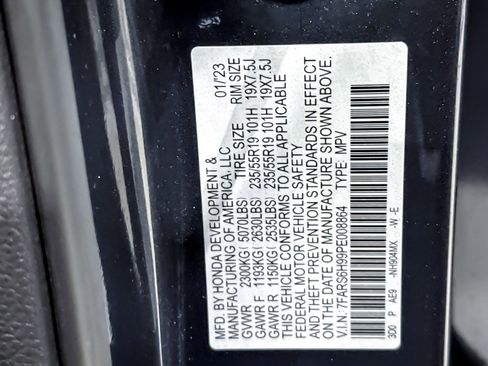 MFD BY HONDA DEVELOPMENT &
MANUFACTURING OF AMERICA, LLC 01/'23
GVWR 2300KG ( 5070LBS) TIRE SIZE RIM SIZE
GAWR F 1193KG ( 2630LBS) 235/55R19 101H 19X7.5J
GAWR R 1150KG ( 2535LBS) 235/55R19 101H 19X7.5J
THIS VEHICLE CONFORMS TO ALL APPLICABLE
FEDERAL MOTOR VEHICLE SAFETY
AND THEFT PREVENTION STANDARDS IN EFFECT
ON THE DATE OF MANUFACTURE SHOWN ABOVE.
V.I.N: 7FARS6H99PE008864 TYPE: MPV
3D0 P AE9 -NH904MX -W -E